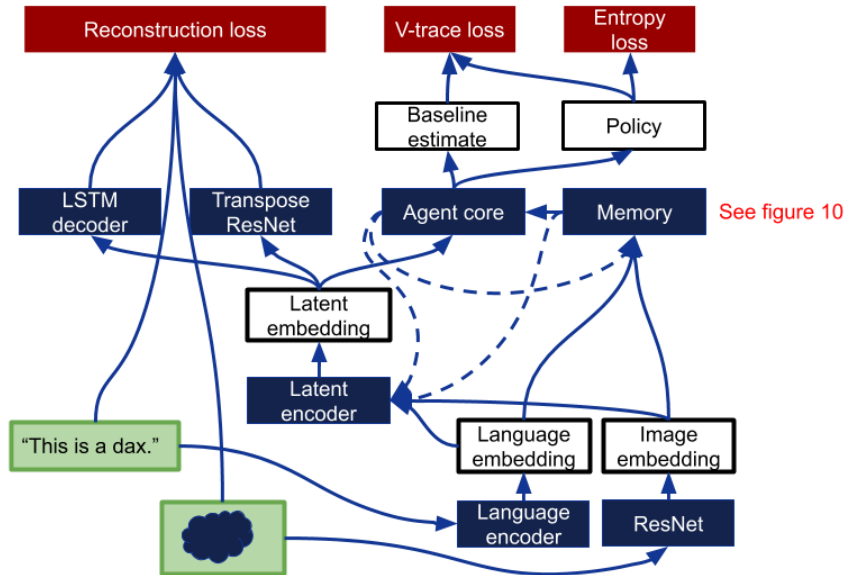 Reconstruction loss
V-trace loss
Entropy
loss
Baseline
estimate
Policy
LSTM
decoder
Transpose
ResNet
Agent core
Memory
See figure 10
Latent
embedding
Latent
encoder
“This is a dax.”
Language
embedding
Image
embedding
Language
encoder
ResNet